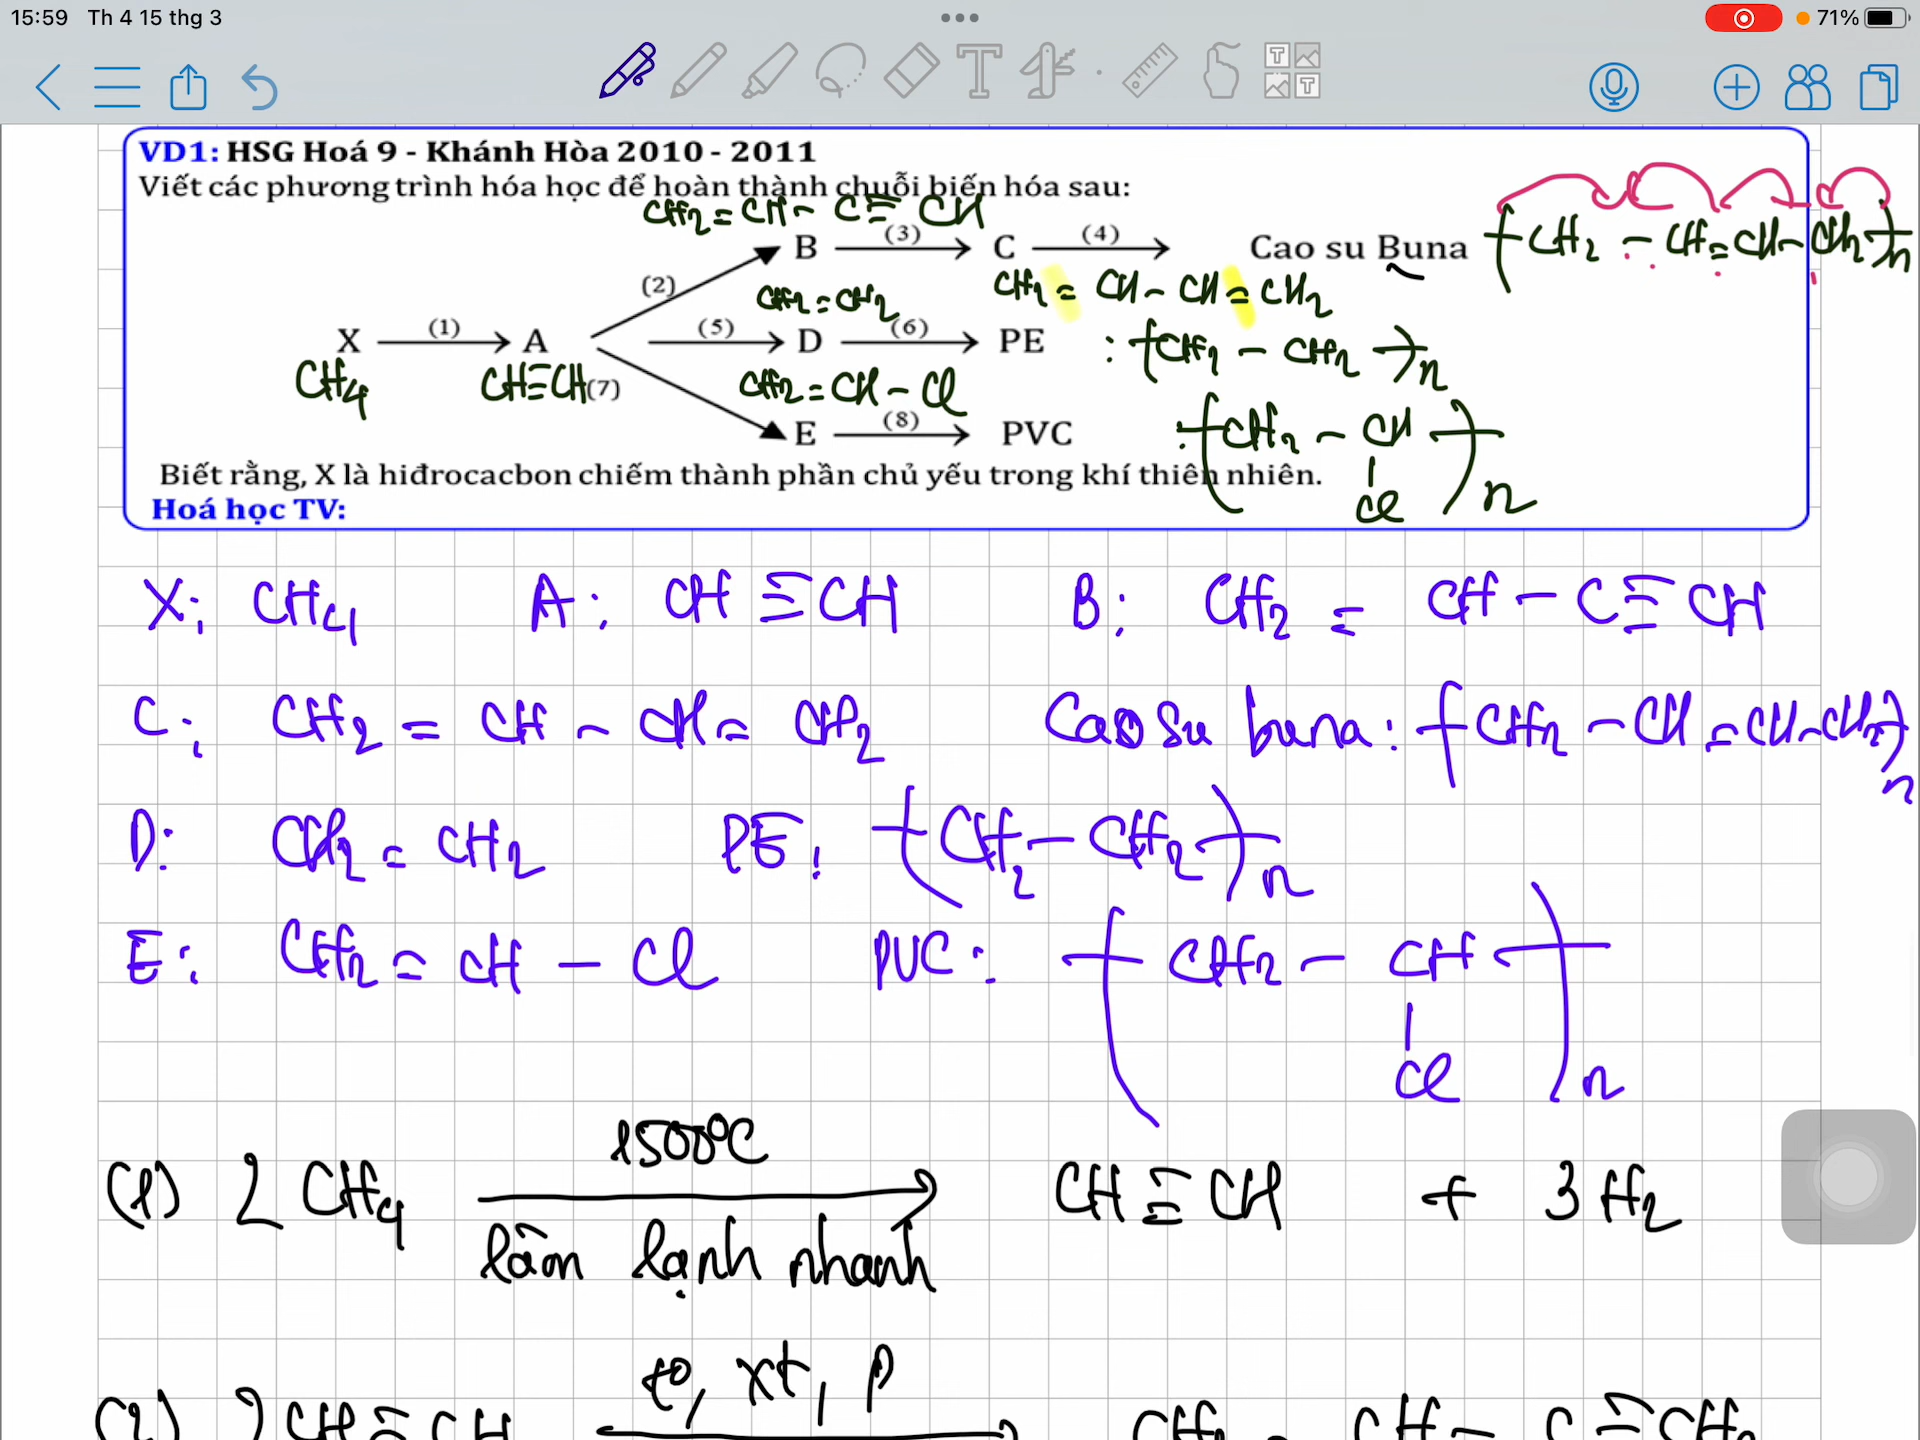 15:59 Th 4 15 thg 3
71%
VD1: HSG Hoá 9 - Khánh Hòa 2010 - 2011
Viết các phương trình hóa học để hoàn thành chuỗi biến hóa sau:
CH2 = CH - C ≡ CH
B (3) C (4) Cao su Buna (CH2 - CH = CH - CH2)n
(2) CH2 = CH2 CH2 = CH - CH = CH2
X (1) A (5) D (6) PE : (CH2 - CH2)n
CH4 CH≡CH (7) CH2 = CH - Cl
E (8) PVC : (CH2 - CH)n
Cl
Biết rằng, X là hiđrocacbon chiếm thành phần chủ yếu trong khí thiên nhiên.
Hoá học TV:
X: CH4 A: CH ≡ CH B: CH2 = CH - C ≡ CH
C: CH2 = CH - CH = CH2 Cao su buna: (CH2 - CH = CH - CH2)n
D: CH2 = CH2 PE: (CH2 - CH2)n
E: CH2 = CH - Cl PVC: (CH2 - CH)n
Cl
1500°C
(1) 2CH4 → CH ≡ CH + 3H2
làm lạnh nhanh
t°, xt, p
(2) 2CH ≡ CH → CH2 = CH - C ≡ CH